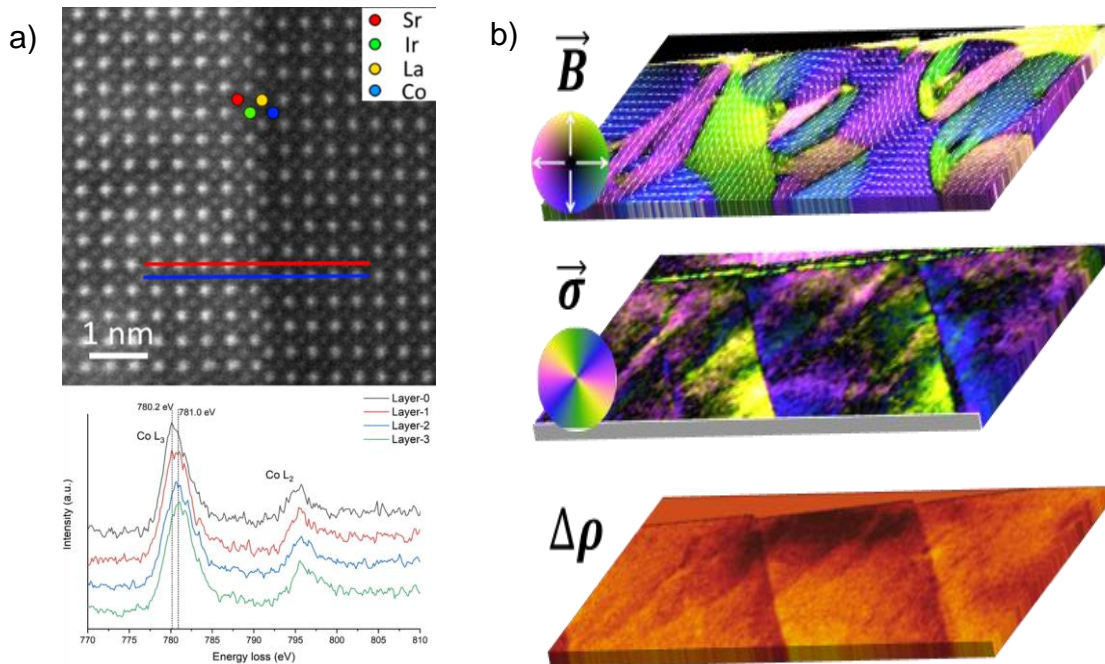 a)
Sr
Ir
La
Co
1 nm
780.2 eV
781.0 eV
Layer-0
Layer-1
Layer-2
Layer-3
Co L3
Co L2
Intensity (a.u.)
770 775 780 785 790 795 800 805 810
Energy loss (eV)
b)
B
σ
Δρ